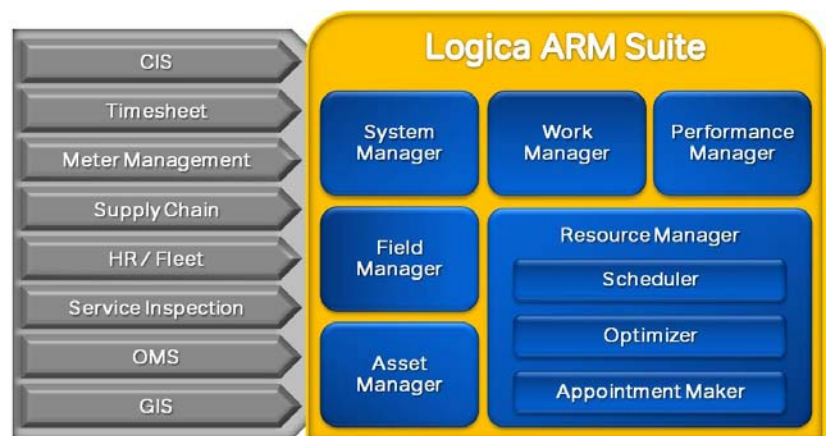 CIS
Timesheet
Meter Management
Supply Chain
HR / Fleet
Service Inspection
OMS
GIS
Logica ARM Suite
System
Manager
Work
Manager
Performance
Manager
Field
Manager
Asset
Manager
Resource Manager
Scheduler
Optimizer
Appointment Maker